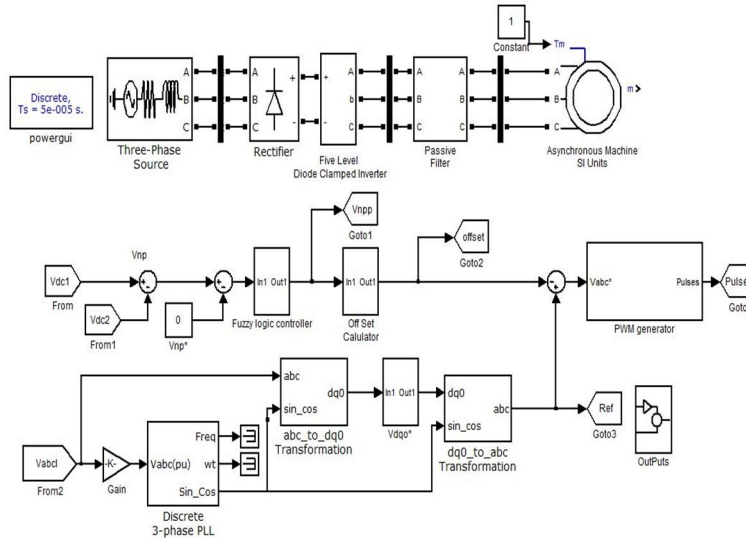 Discrete,
Ts = 5e-005 s.
powergui
A
B
C
Three-Phase
Source
A
B
C
+
-
Rectifier
+
-
A
b
C
Five Level
Diode Clamped Inverter
A
B
C
Passive
Filter
1
Constant
Tm
A
B
C
m
Asynchronous Machine
SI Units
Vdc1
From
Vnp
Vdc2
From1
0
Vnp*
In1 Out1
Fuzzy logic controller
Vnpp
Goto1
In1 Out1
Off Set
Calulator
offset
Goto2
Vabc*
Pulses
PWM generator
Pulse
Goto
Vabcl
From2
-K-
Gain
Vabc(pu)
Freq
wt
Sin_Cos
Discrete
3-phase PLL
abc
sin_cos
dq0
abc_to_dq0
Transformation
In1 Out1
Vdqo*
dq0
sin_cos
abc
dq0_to_abc
Transformation
Ref
Goto3
OutPuts